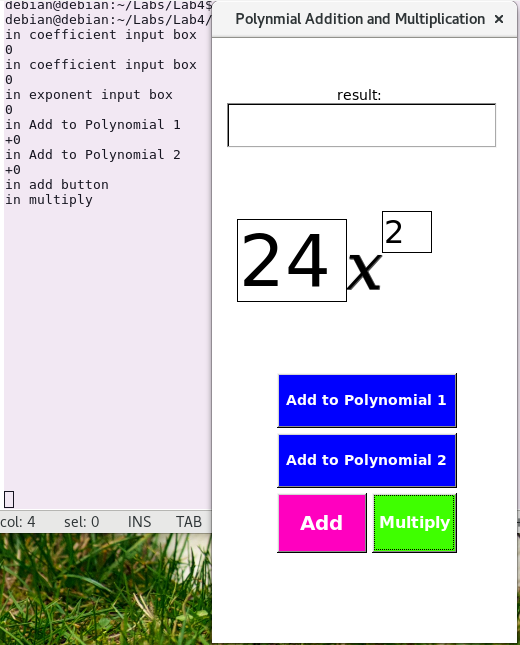 debian@debian:~/Labs/Lab4$
debian@debian:~/Labs/Lab4/
in coefficient input box
0
in coefficient input box
0
in exponent input box
0
in Add to Polynomial 1
+0
in Add to Polynomial 2
+0
in add button
in multiply
col: 4 sel: 0 INS TAB
Polynmial Addition and Multiplication ×
result:
24x2
Add to Polynomial 1
Add to Polynomial 2
Add Multiply